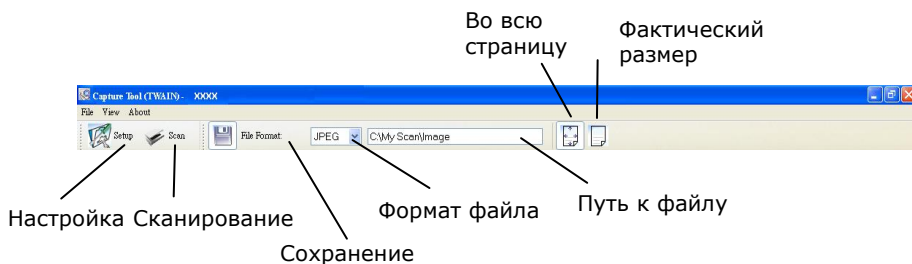 Во всю
страницу
Фактический
размер
Capture Tool (TWAIN) - XXXX
File View About
Setup Scan File Format: JPEG C:\My Scan\Image
Настройка Сканирование
Формат файла
Путь к файлу
Сохранение